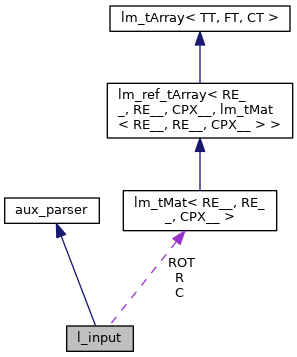 lm_tArray< TT, FT, CT >
lm_ref_tArray< RE_
_, RE__, CPX__, lm_tMat
< RE__, RE__, CPX__ > >
aux_parser
lm_tMat< RE__, RE_
_, CPX__ >
ROT
R
C
l_input